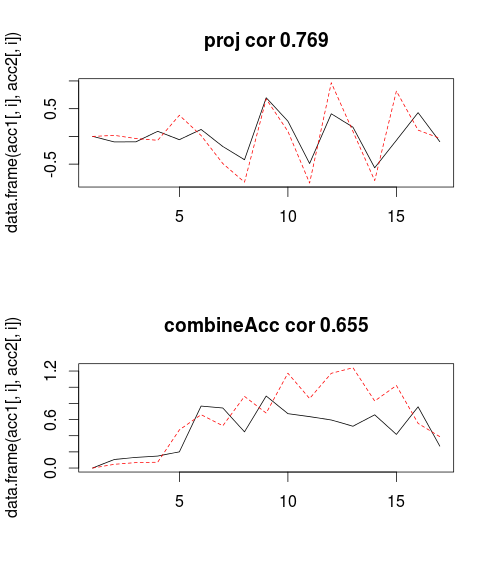 proj cor 0.769
data.frame(acc1[, i], acc2[, i])
0.5
-0.5
5 10 15
combineAcc cor 0.655
data.frame(acc1[, i], acc2[, i])
1.2
0.6
0.0
5 10 15